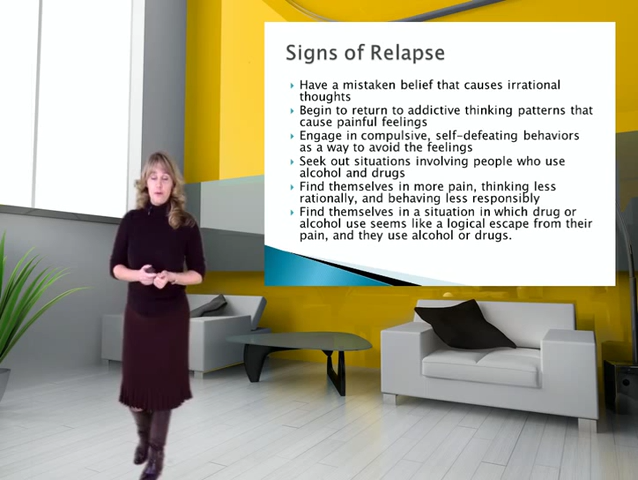 Signs of Relapse
Have a mistaken belief that causes irrational
thoughts
Begin to return to addictive thinking patterns that
cause painful feelings
Engage in compulsive, self-defeating behaviors
as a way to avoid the feelings
Seek out situations involving people who use
alcohol and drugs
Find themselves in more pain, thinking less
rationally, and behaving less responsibly
Find themselves in a situation in which drug or
alcohol use seems like a logical escape from their
pain, and they use alcohol or drugs.